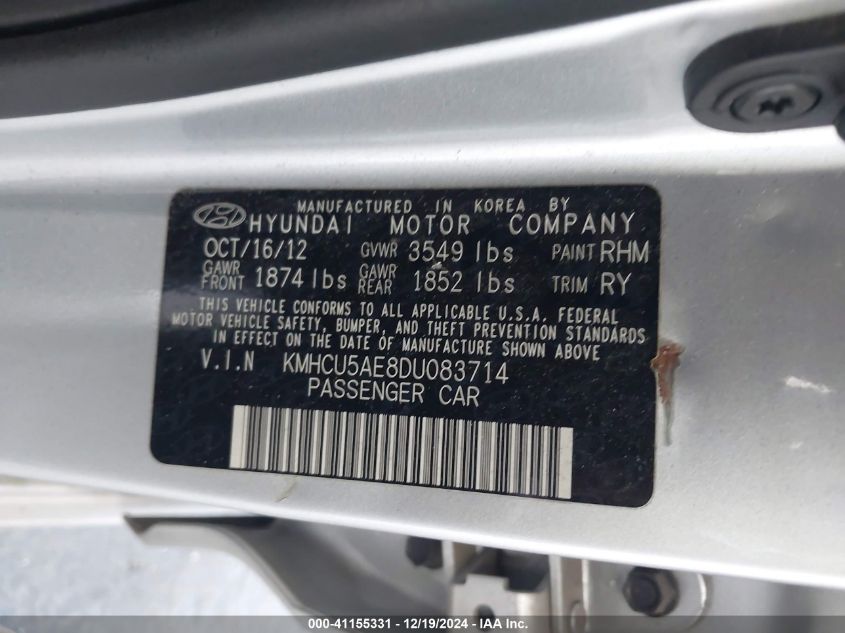 MANUFACTURED IN KOREA BY
HYUNDAI MOTOR COMPANY
OCT/16/12 GVWR 3549 lbs PAINT RHM
GAWR FRONT 1874 lbs GAWR REAR 1852 lbs TRIM RY
THIS VEHICLE CONFORMS TO ALL APPLICABLE U.S.A. FEDERAL
MOTOR VEHICLE SAFETY, BUMPER, AND THEFT PREVENTION STANDARDS
IN EFFECT ON THE DATE OF MANUFACTURE SHOWN ABOVE.
V.I.N KMHCU5AE8DU083714
PASSENGER CAR
000-41155331 - 12/19/2024 - IAA Inc.